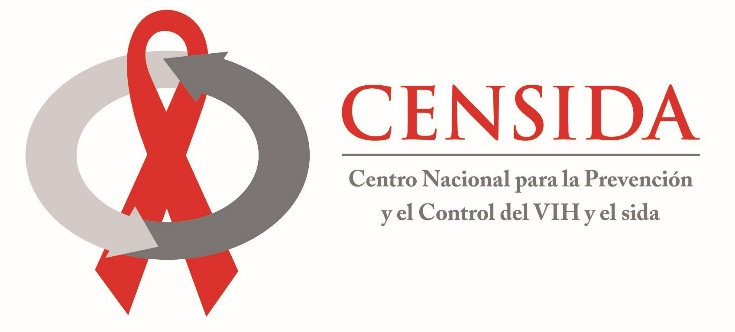 CENSIDA
Centro Nacional para la Prevención
y el Control del VIH y el sida